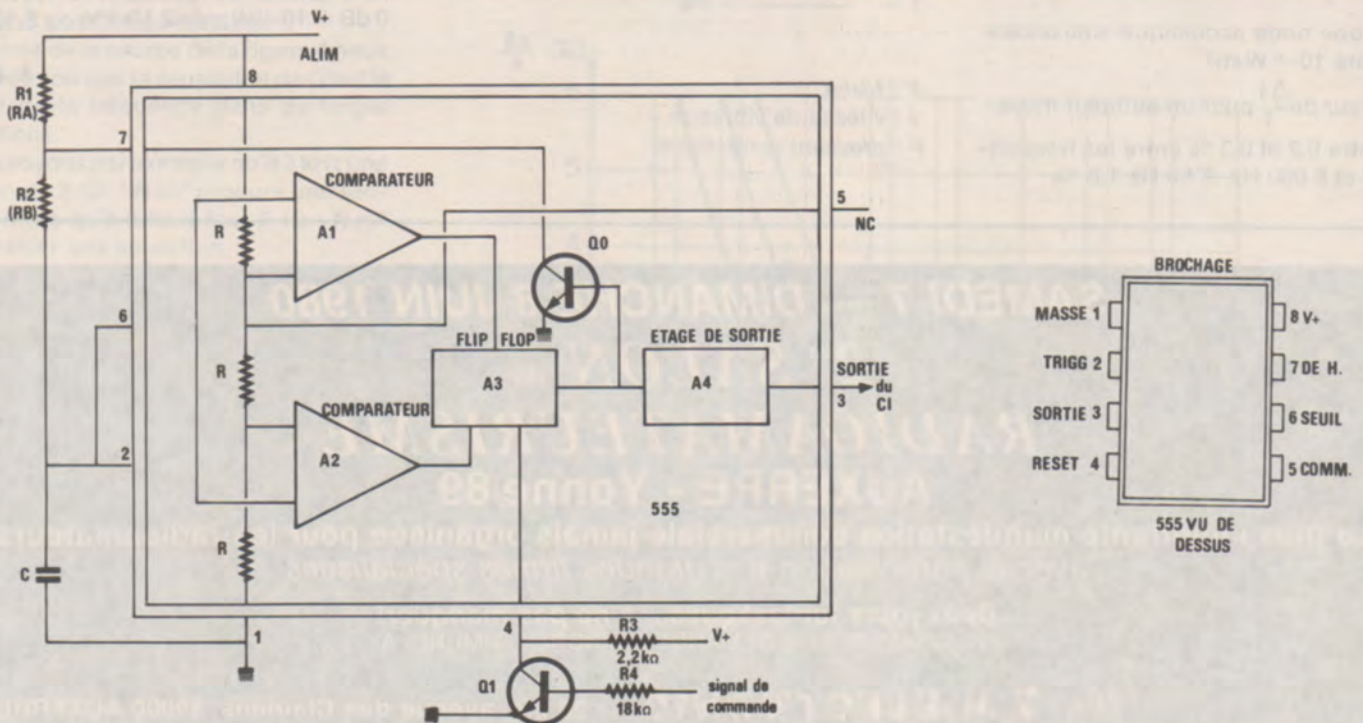 V+
ALIM
8
R1
(RA)
7
R2
(RB)
COMPARATEUR
A1
R
5
NC
Q0
6
FLIP FLOP
ETAGE DE SORTIE
R
A3
A4
SORTIE
du
3
CI
COMPARATEUR
A2
2
555
R
C
1
4
R3
V+
2,2kΩ
R4
Q1
18kΩ
signal de
commande
BROCHAGE
MASSE 1
8 V+
TRIGG 2
7 DE H.
SORTIE 3
6 SEUIL
RESET 4
5 COMM.
555 VU DE
DESSUS